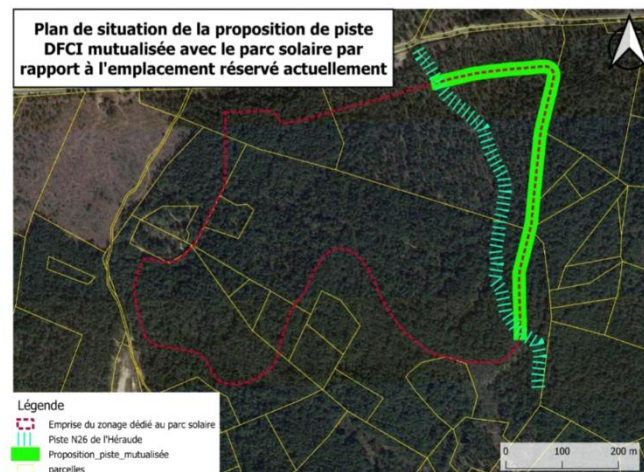 Plan de situation de la proposition de piste
DFCI mutualisée avec le parc solaire par
rapport à l'emplacement réservé actuellement
Légende
Emprise du zonage dédié au parc solaire
Piste N26 de l'Héraude
Proposition_piste_mutualisée
parcelles
0 100 200 m